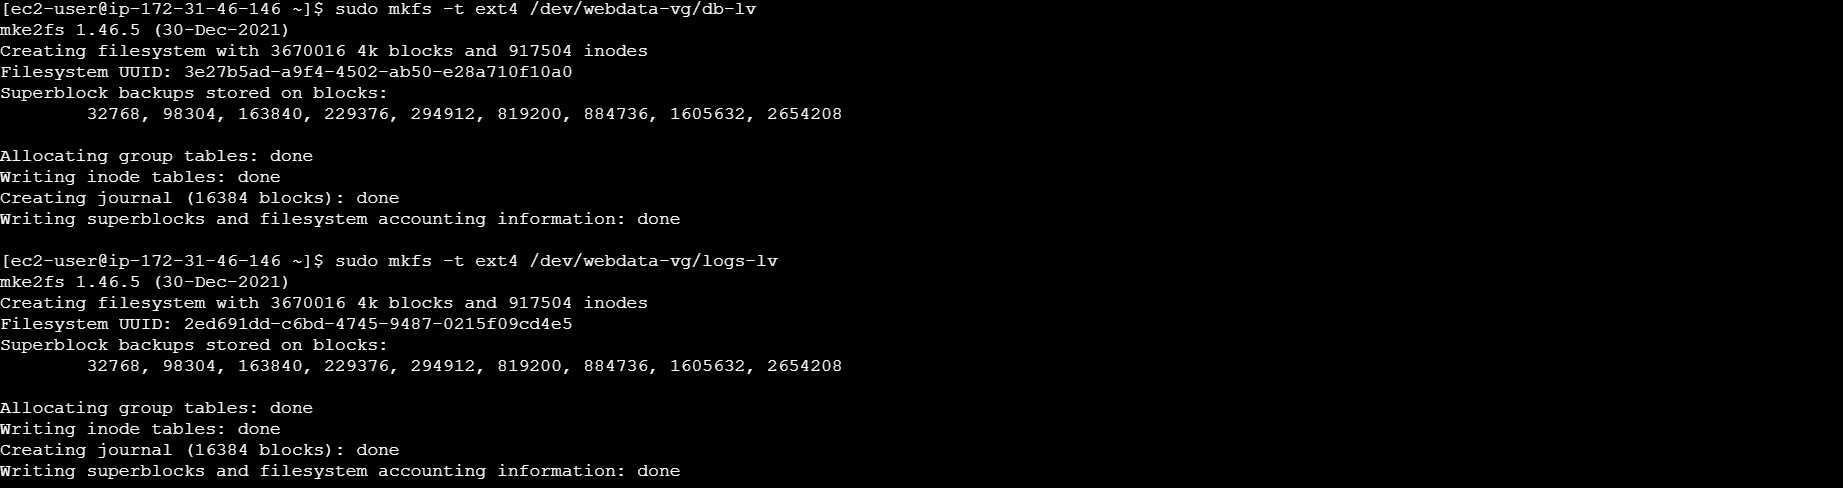 [ec2-user@ip-172-31-46-146 ~]$ sudo mkfs -t ext4 /dev/webdata-vg/db-lv
mke2fs 1.46.5 (30-Dec-2021)
Creating filesystem with 3670016 4k blocks and 917504 inodes
Filesystem UUID: 3e27b5ad-a9f4-4502-ab50-e28a710f10a0
Superblock backups stored on blocks:
        32768, 98304, 163840, 229376, 294912, 819200, 884736, 1605632, 2654208
Allocating group tables: done
Writing inode tables: done
Creating journal (16384 blocks): done
Writing superblocks and filesystem accounting information: done
[ec2-user@ip-172-31-46-146 ~]$ sudo mkfs -t ext4 /dev/webdata-vg/logs-lv
mke2fs 1.46.5 (30-Dec-2021)
Creating filesystem with 3670016 4k blocks and 917504 inodes
Filesystem UUID: 2ed691dd-c6bd-4745-9487-0215f09cd4e5
Superblock backups stored on blocks:
        32768, 98304, 163840, 229376, 294912, 819200, 884736, 1605632, 2654208
Allocating group tables: done
Writing inode tables: done
Creating journal (16384 blocks): done
Writing superblocks and filesystem accounting information: done